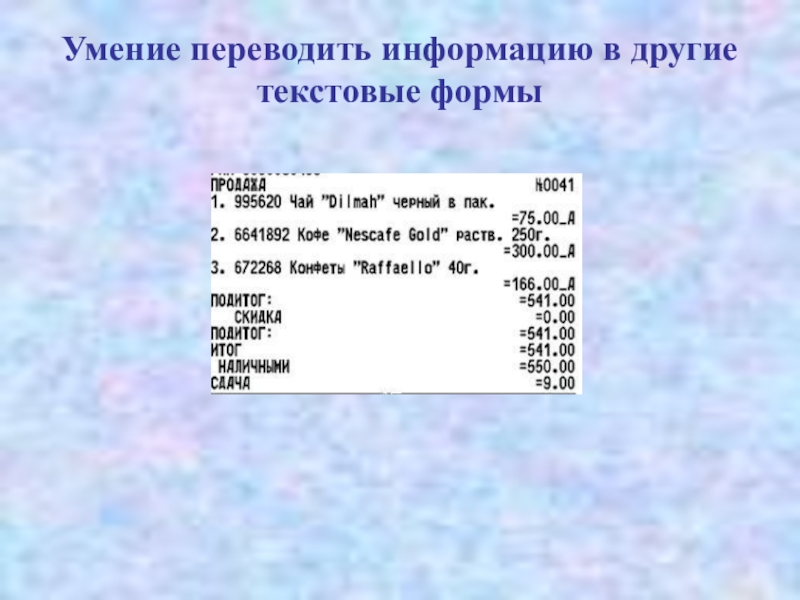 Умение переводить информацию в другие
текстовые формы
ПРОДАЖА №0041
1. 995620 Чай "Dilmah" черный в пак.
=75.00_А
2. 6641892 Кофе "Nescafe Gold" раств. 250г.
=300.00_А
3. 672268 Конфеты "Raffaello" 40г.
=166.00_А
ПОДИТОГ: =541.00
СКИДКА =0.00
ПОДИТОГ: =541.00
ИТОГ =541.00
НАЛИЧНЫМИ =550.00
СДАЧА =9.00